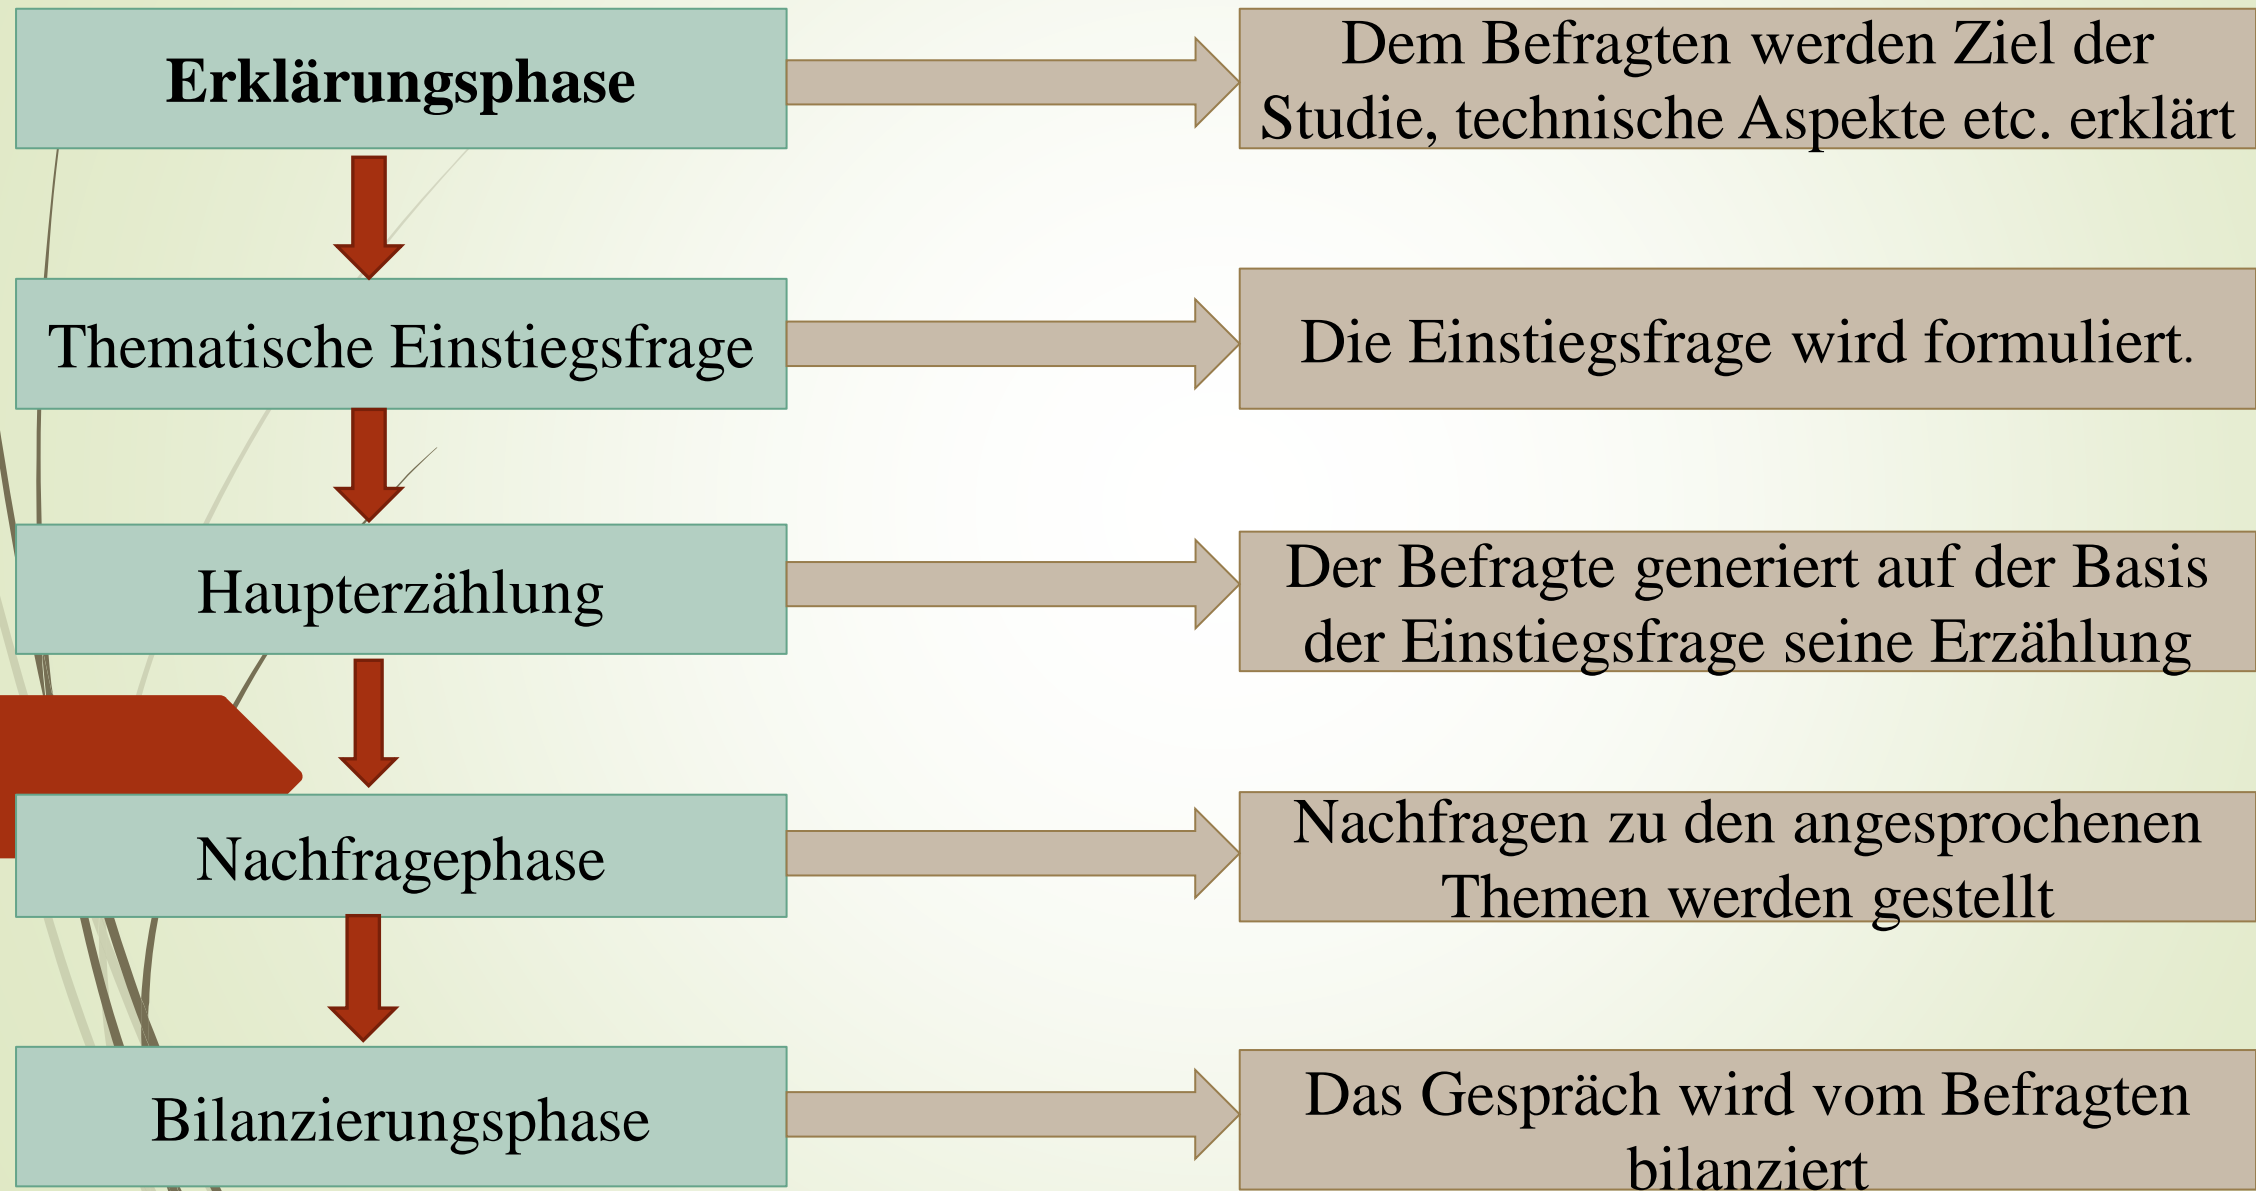 Erklärungsphase
Dem Befragten werden Ziel der
Studie, technische Aspekte etc. erklärt
Thematische Einstiegsfrage
Die Einstiegsfrage wird formuliert.
Haupterzählung
Der Befragte generiert auf der Basis
der Einstiegsfrage seine Erzählung
Nachfragephase
Nachfragen zu den angesprochenen
Themen werden gestellt
Bilanzierungsphase
Das Gespräch wird vom Befragten
bilanziert